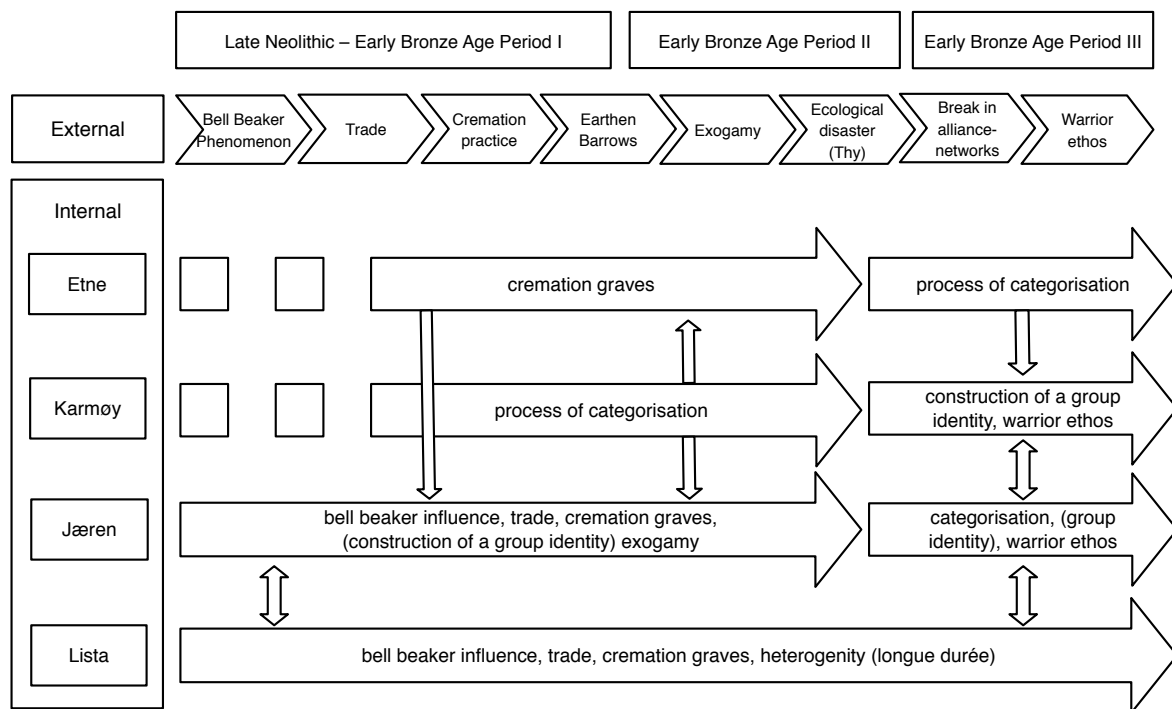 Late Neolithic – Early Bronze Age Period I
Early Bronze Age Period II
Early Bronze Age Period III
External
Bell Beaker
Phenomenon
Trade
Cremation
practice
Earthen
Barrows
Exogamy
Ecological
disaster
(Thy)
Break in
alliance-
networks
Warrior
ethos
Internal
Etne
cremation graves
process of categorisation
Karmøy
process of categorisation
construction of a group
identity, warrior ethos
Jæren
bell beaker influence, trade, cremation graves,
(construction of a group identity) exogamy
categorisation, (group
identity), warrior ethos
Lista
bell beaker influence, trade, cremation graves, heterogenity (longue durée)